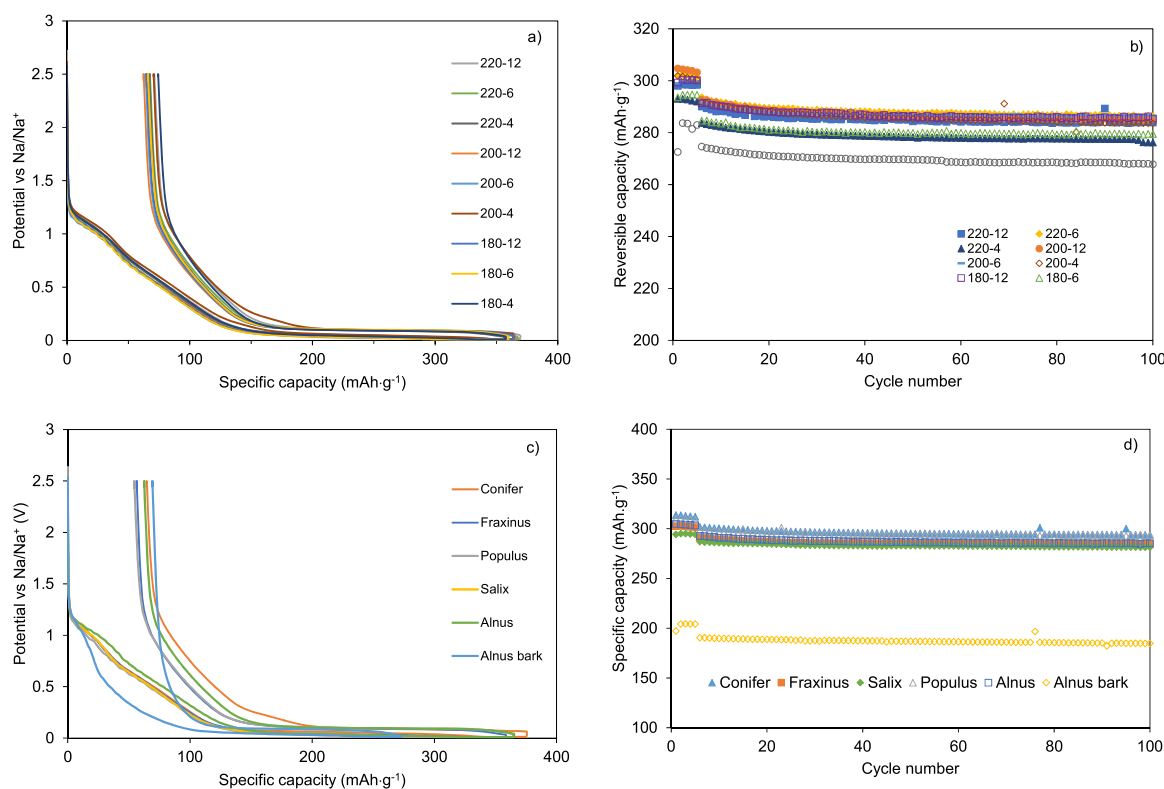 a)
3
2.5
2
1.5
1
0.5
0
Potential vs Na/Na⁺
0 100 200 300 400
Specific capacity (mAh·g⁻¹)
220-12
220-6
220-4
200-12
200-6
200-4
180-12
180-6
180-4
b)
320
300
280
260
240
220
200
Reversible capacity (mAh·g⁻¹)
0 20 40 60 80 100
Cycle number
220-12 220-6
220-4 200-12
200-6 200-4
180-12 180-6
c)
3
2.5
2
1.5
1
0.5
0
Potential vs Na/Na⁺ (V)
0 100 200 300 400
Specific capacity (mAh·g⁻¹)
Conifer
Fraxinus
Populus
Salix
Alnus
Alnus bark
d)
400
350
300
250
200
150
100
Specific capacity (mAh.g⁻¹)
Conifer Fraxinus Salix Populus Alnus Alnus bark
0 20 40 60 80 100
Cycle number